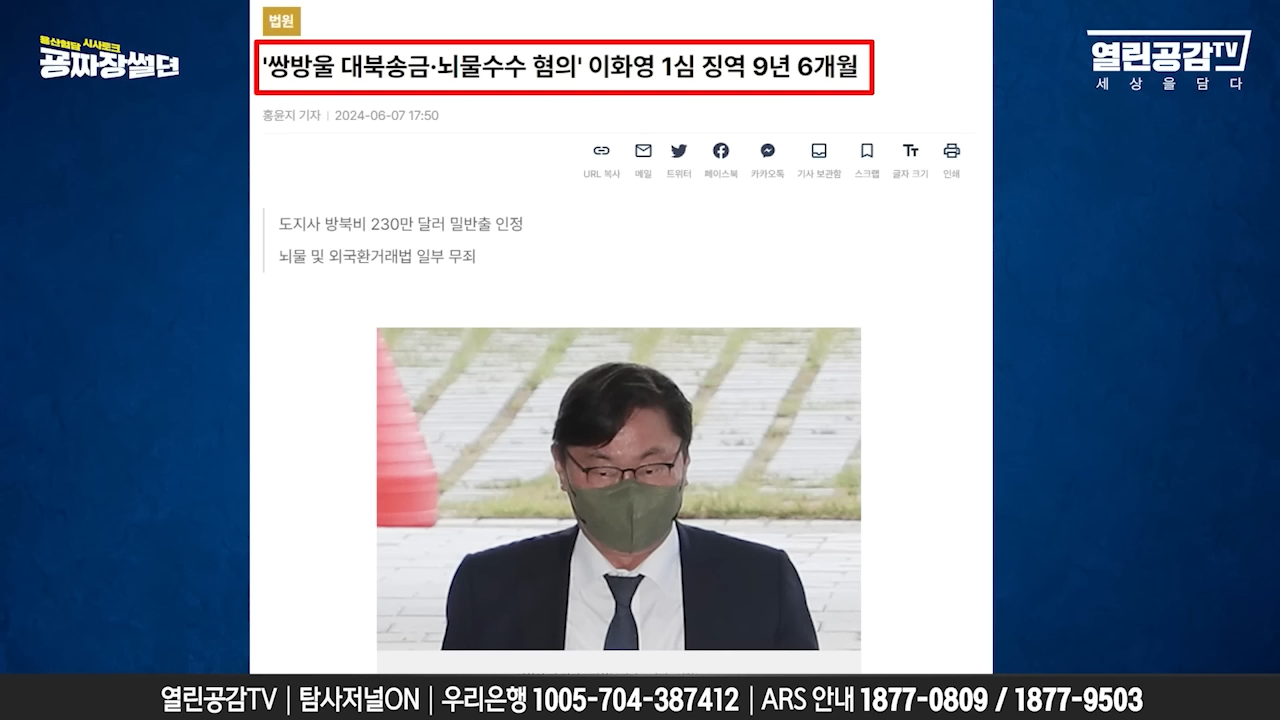 법원
'쌍방울 대북송금·뇌물수수 혐의' 이화영 1심 징역 9년 6개월
홍윤지 기자 | 2024-06-07 17:50
URL 복사 메일 트위터 페이스북 카카오톡 기사 보관함 스크랩 글자 크기 인쇄
도지사 방북비 230만 달러 밀반출 인정
뇌물 및 외국환거래법 일부 무죄
시사토크
공짜장썰뎐
열린공감TV
세상을담다
열린공감TV | 탐사저널ON | 우리은행 1005-704-387412 | ARS 안내 1877-0809 / 1877-9503